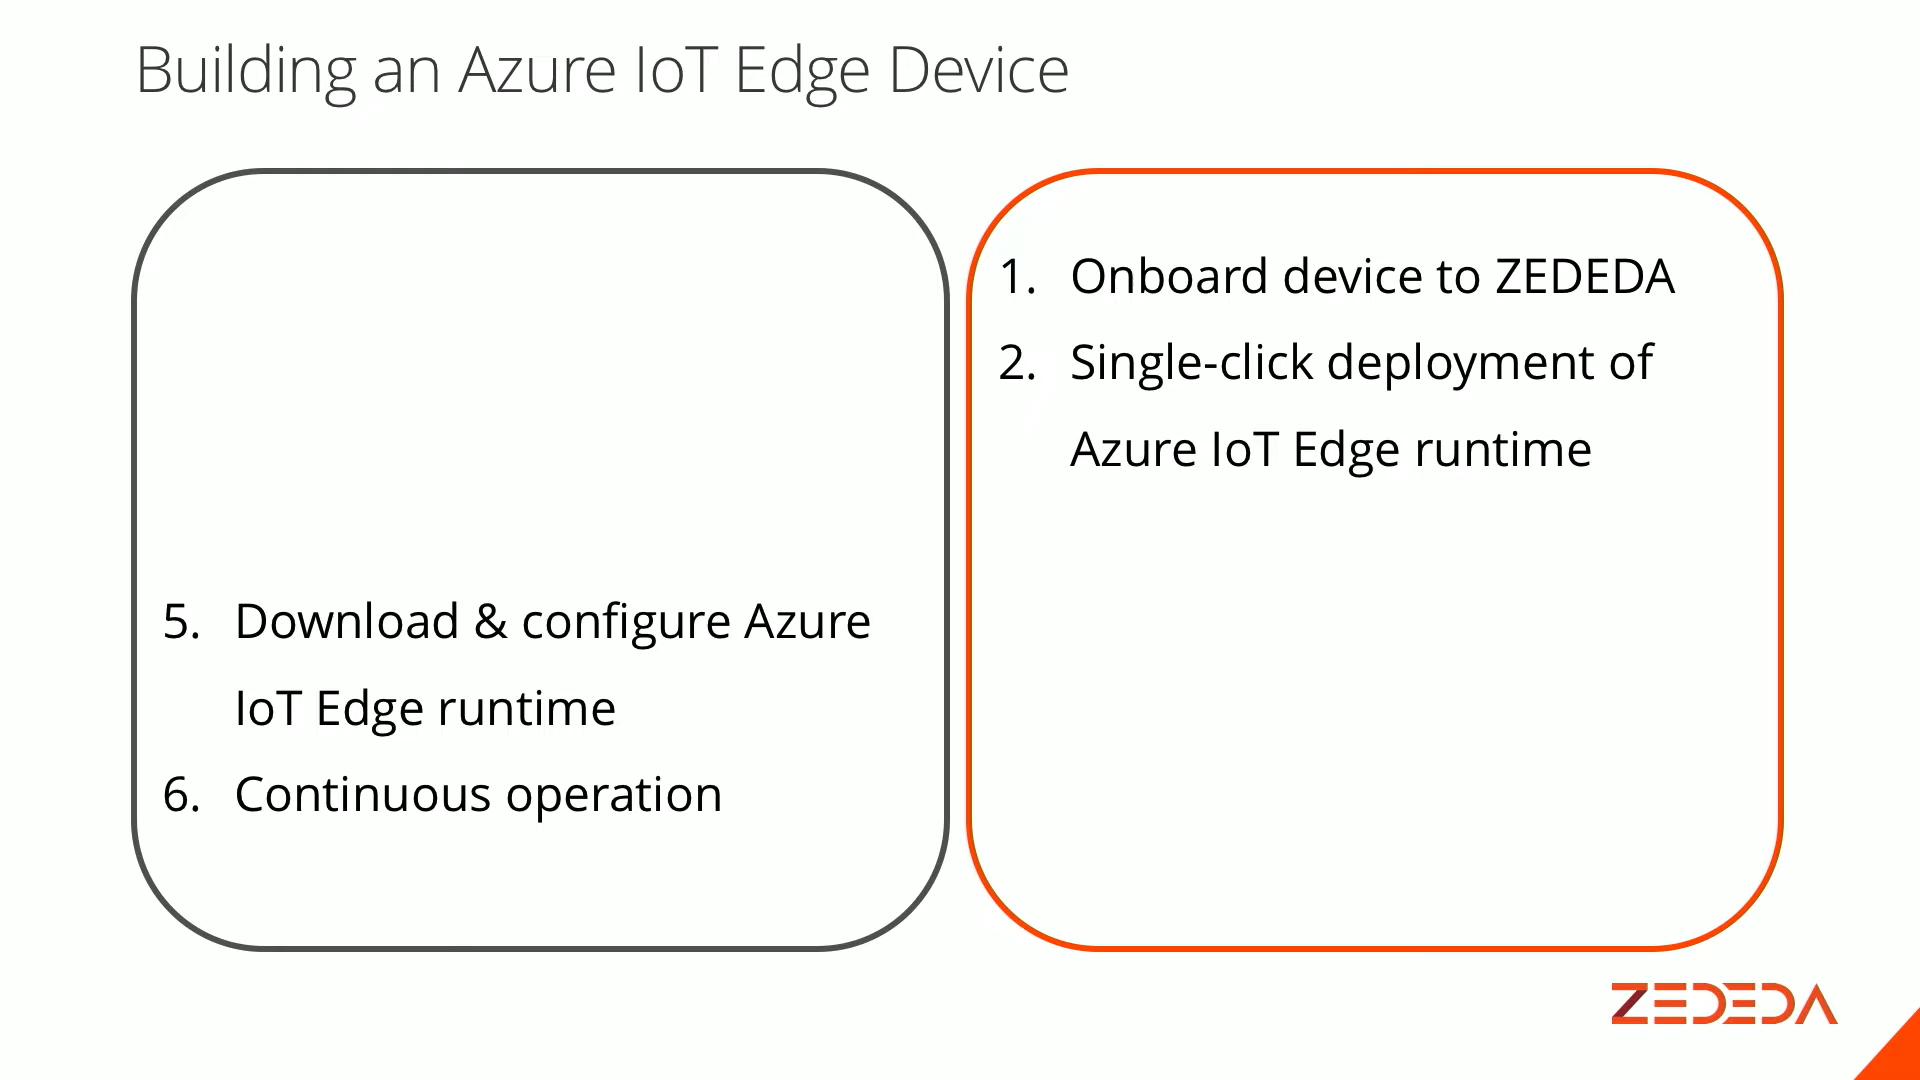 Building an Azure IoT Edge Device
5. Download & configure Azure
IoT Edge runtime
6. Continuous operation
1. Onboard device to ZEDEDA
2. Single-click deployment of
Azure IoT Edge runtime
ZEDEDA